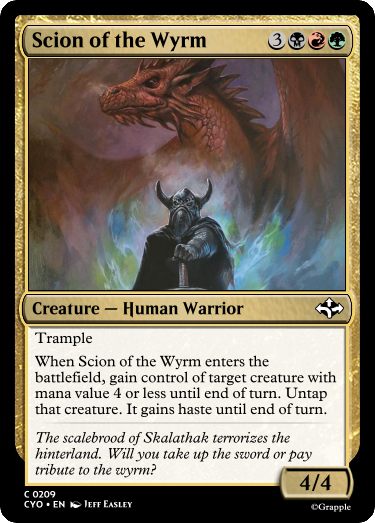 Scion of the Wyrm
3
Creature — Human Warrior
Trample
When Scion of the Wyrm enters the
battlefield, gain control of target creature with
mana value 4 or less until end of turn. Untap
that creature. It gains haste until end of turn.
The scalebrood of Skalathak terrorizes the
hinterland. Will you take up the sword or pay
tribute to the wyrm?
4/4
C 0209
CYO • EN Jeff Easley
©Grapple